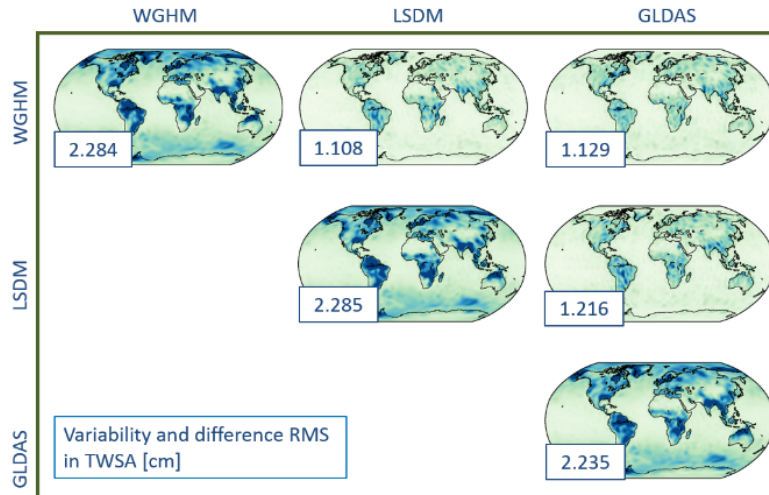 WGHM LSDM GLDAS
WGHM
2.284 1.108 1.129
LSDM
2.285 1.216
GLDAS
2.235
Variability and difference RMS
in TWSA [cm]